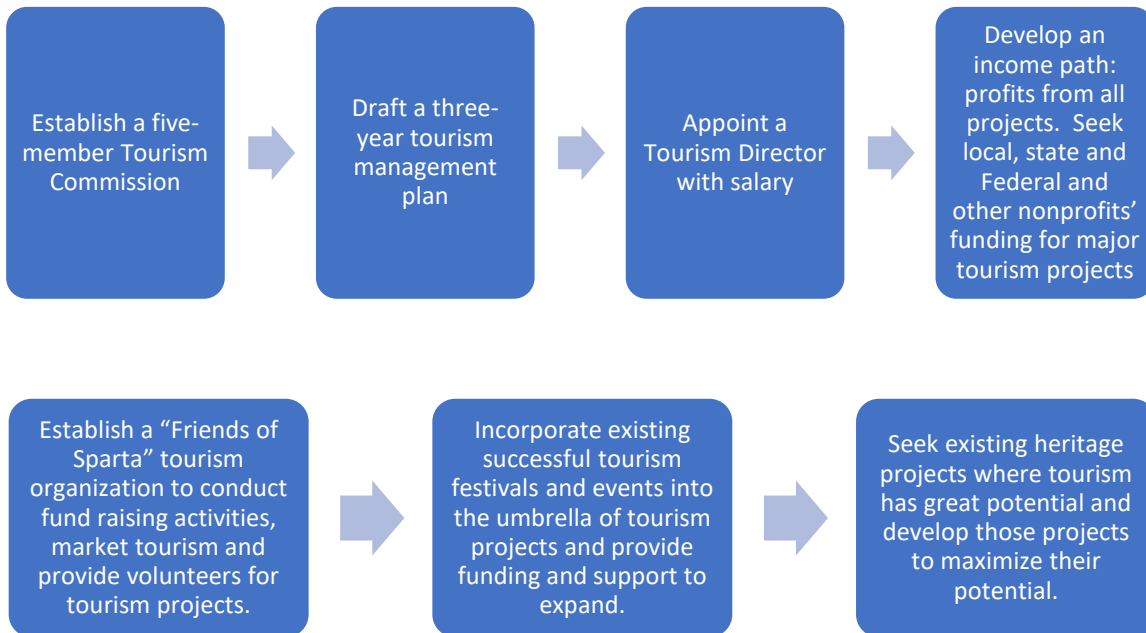 Establish a five-
member Tourism
Commission
Draft a three-
year tourism
management
plan
Appoint a
Tourism Director
with salary
Develop an
income path:
profits from all
projects.  Seek
local, state and
Federal and
other nonprofits’
funding for major
tourism projects
Establish a “Friends of
Sparta” tourism
organization to conduct
fund raising activities,
market tourism and
provide volunteers for
tourism projects.
Incorporate existing
successful tourism
festivals and events into
the umbrella of tourism
projects and provide
funding and support to
expand.
Seek existing heritage
projects where tourism
has great potential and
develop those projects
to maximize their
potential.